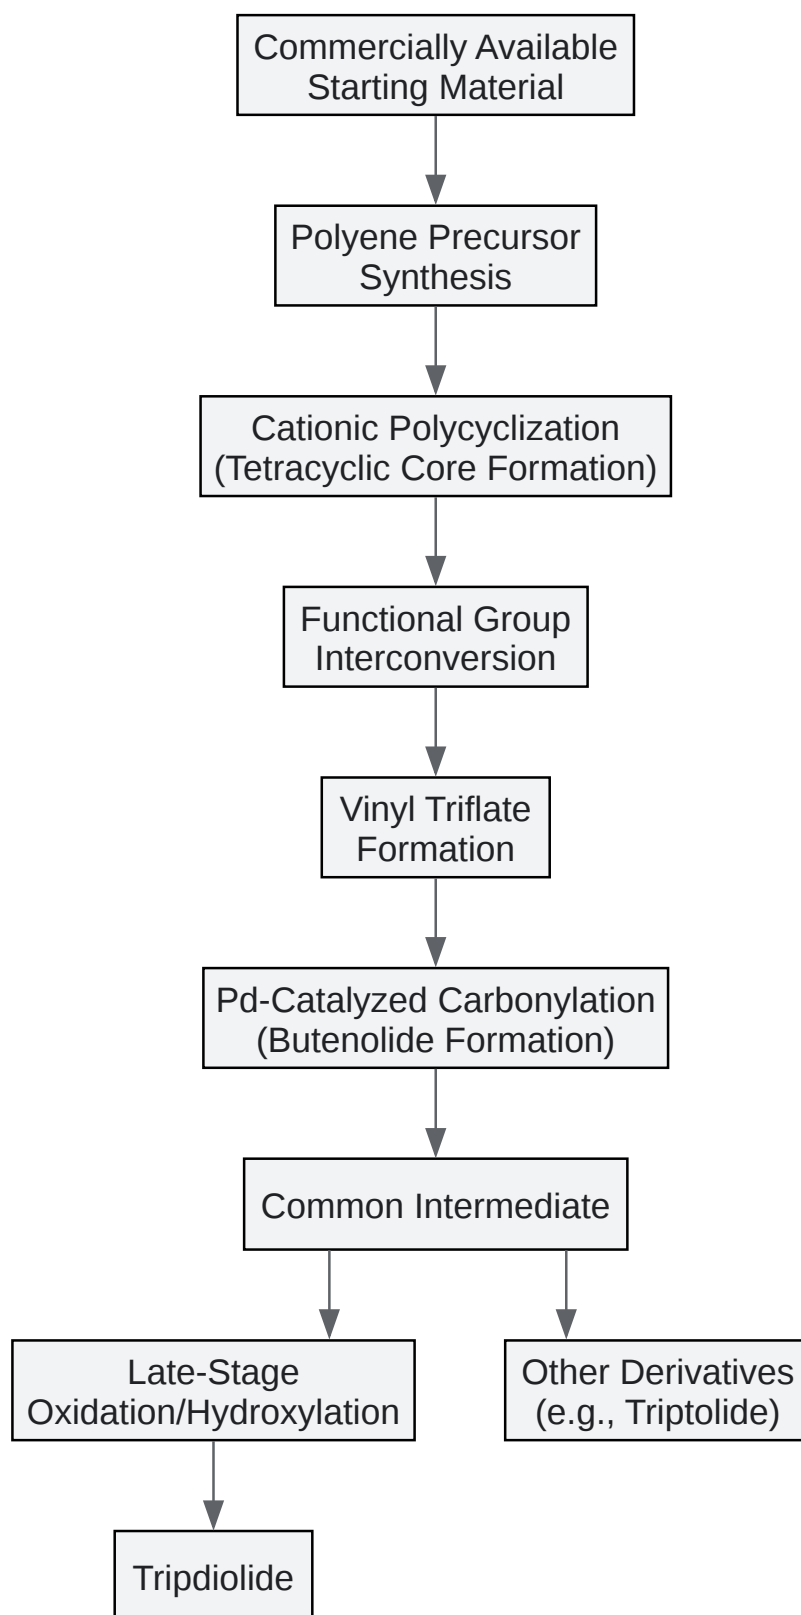 Commercially Available
Starting Material
Polyene Precursor
Synthesis
Cationic Polycyclization
(Tetracyclic Core Formation)
Functional Group
Interconversion
Vinyl Triflate
Formation
Pd-Catalyzed Carbonylation
(Butenolide Formation)
Common Intermediate
Late-Stage
Oxidation/Hydroxylation
Other Derivatives
(e.g., Triptolide)
Tripdiolide